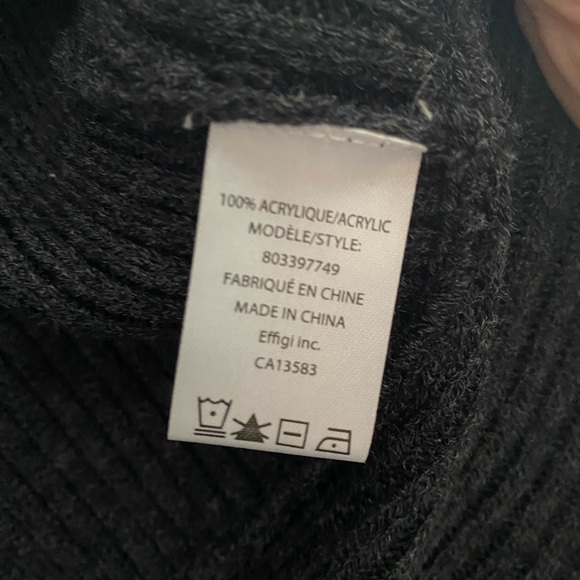 100% ACRYLIQUE/ACRYLIC
MODÈLE/STYLE:
803397749
FABRIQUÉ EN CHINE
MADE IN CHINA
Effigi inc.
CA13583